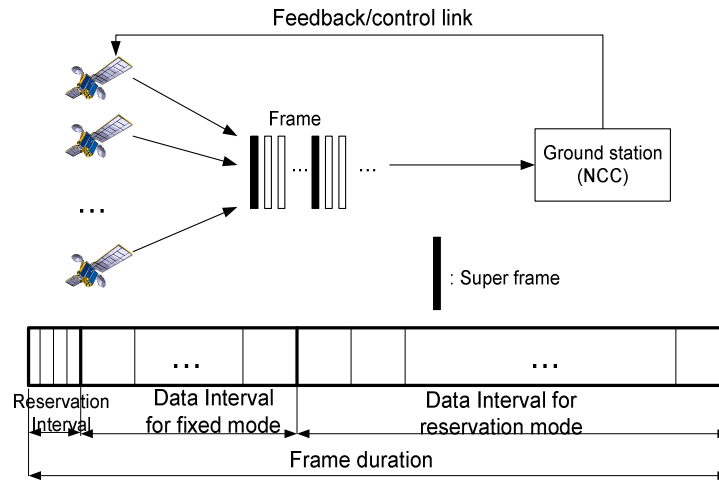 Feedback/control link
Frame
...
...
...
Ground station
(NCC)
: Super frame
...
...
Reservation
Interval
Data Interval
for fixed mode
Data Interval for
reservation mode
Frame duration